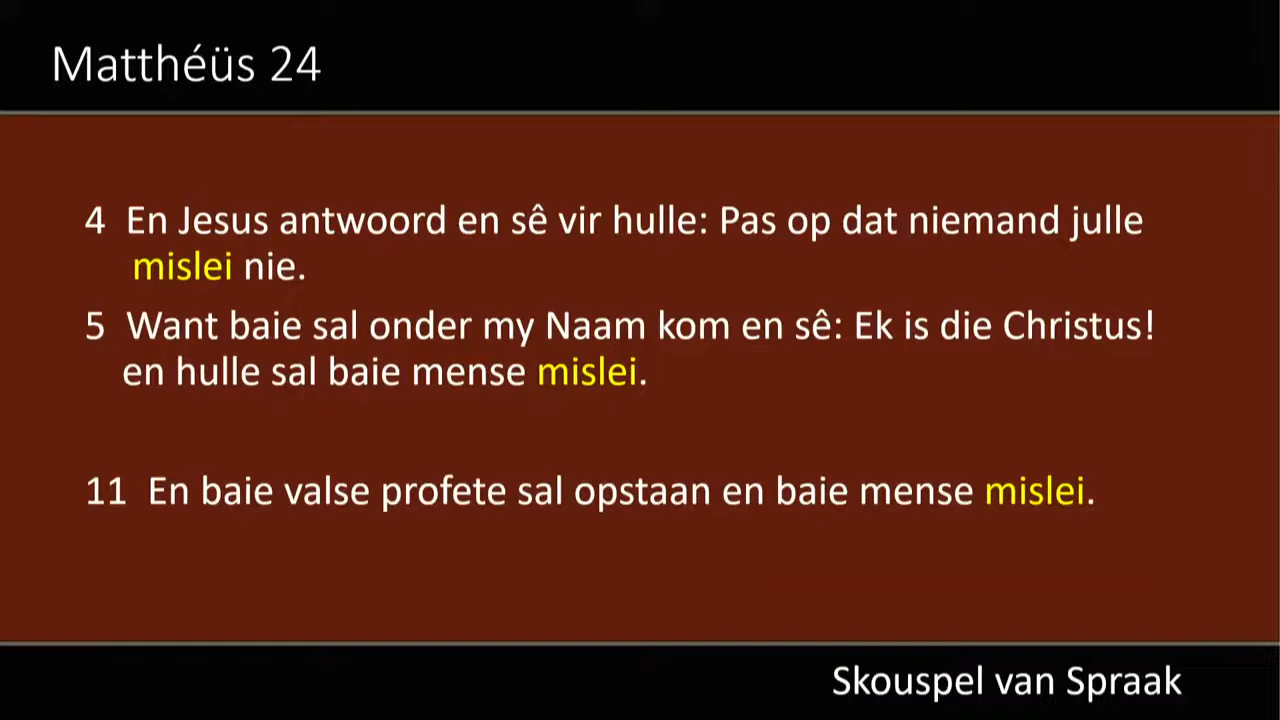 Matthéüs 24
4 En Jesus antwoord en sê vir hulle: Pas op dat niemand julle
mislei nie.
5 Want baie sal onder my Naam kom en sê: Ek is die Christus!
en hulle sal baie mense mislei.
11 En baie valse profete sal opstaan en baie mense mislei.
Skouspel van Spraak